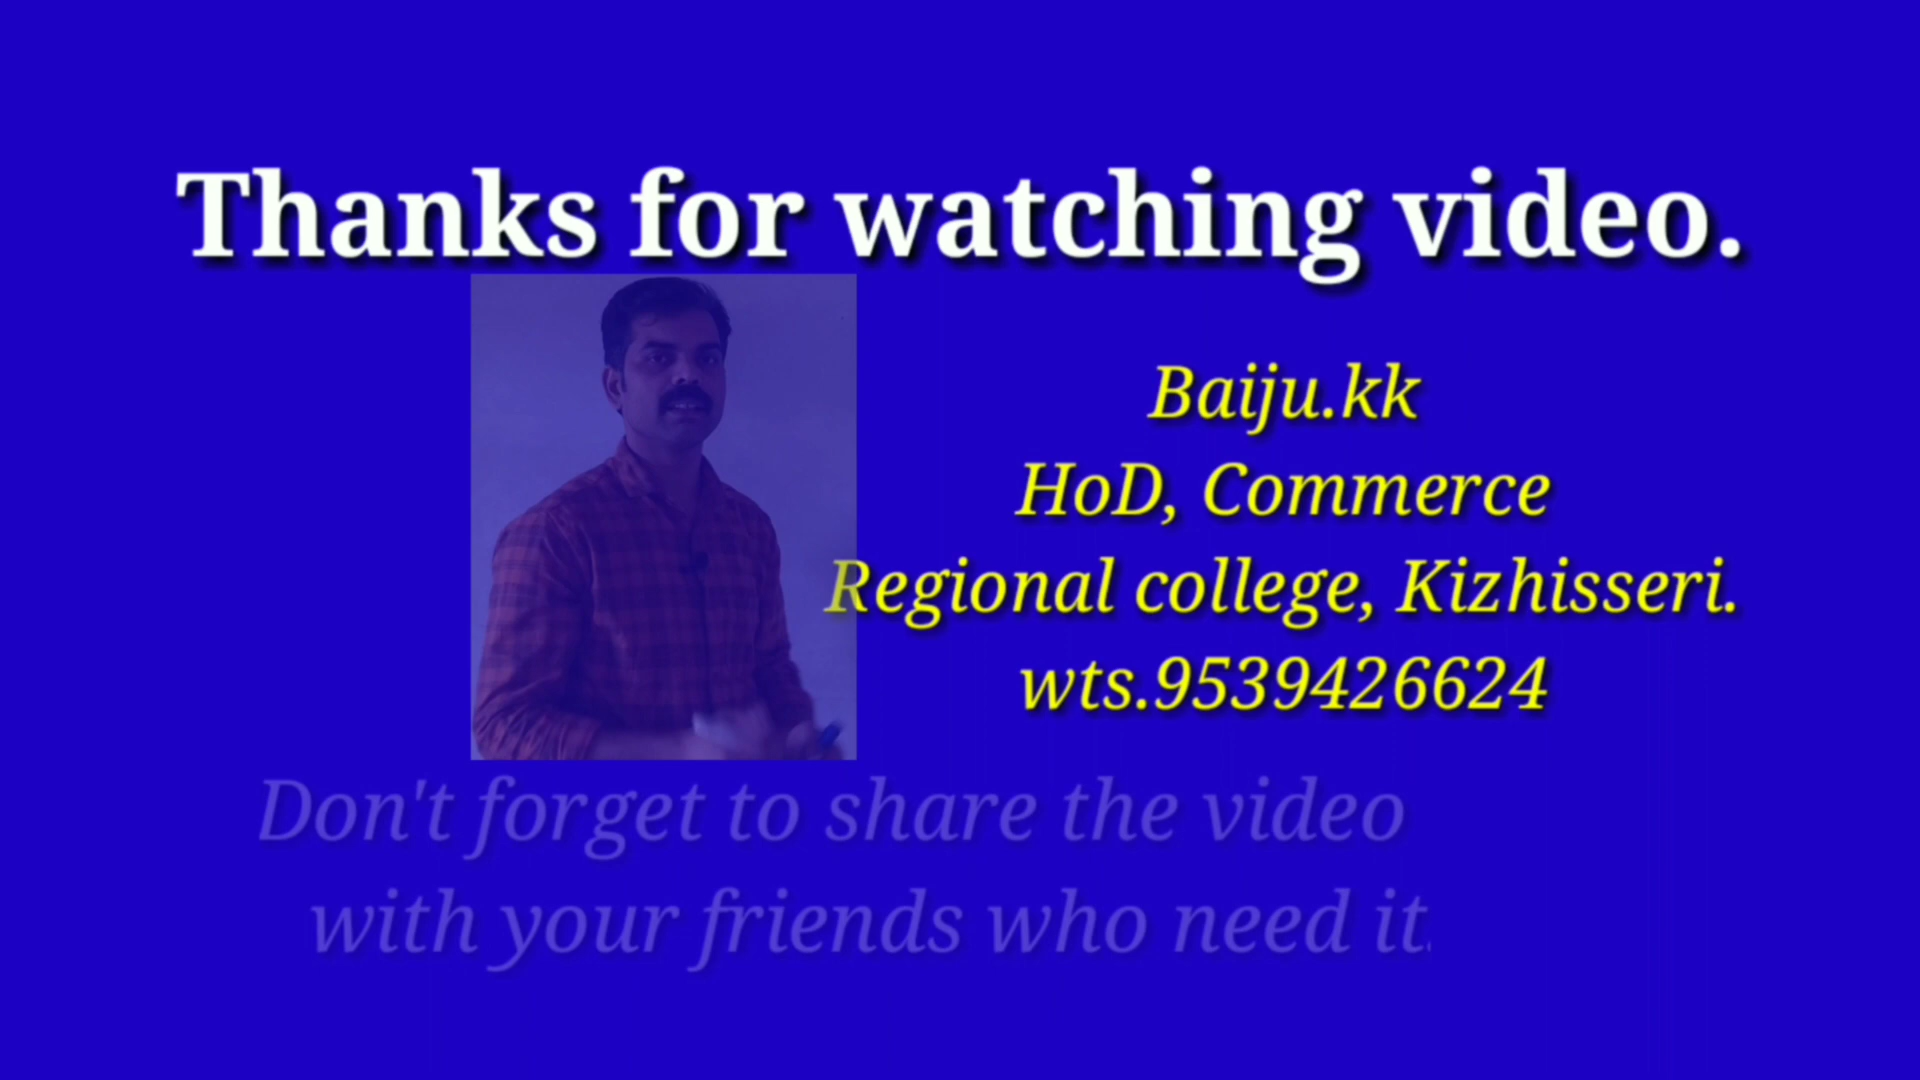 Thanks for watching video.
Baiju.kk
HoD, Commerce
Regional college, Kizhisseri.
wts.9539426624
Don't forget to share the video
with your friends who need it.